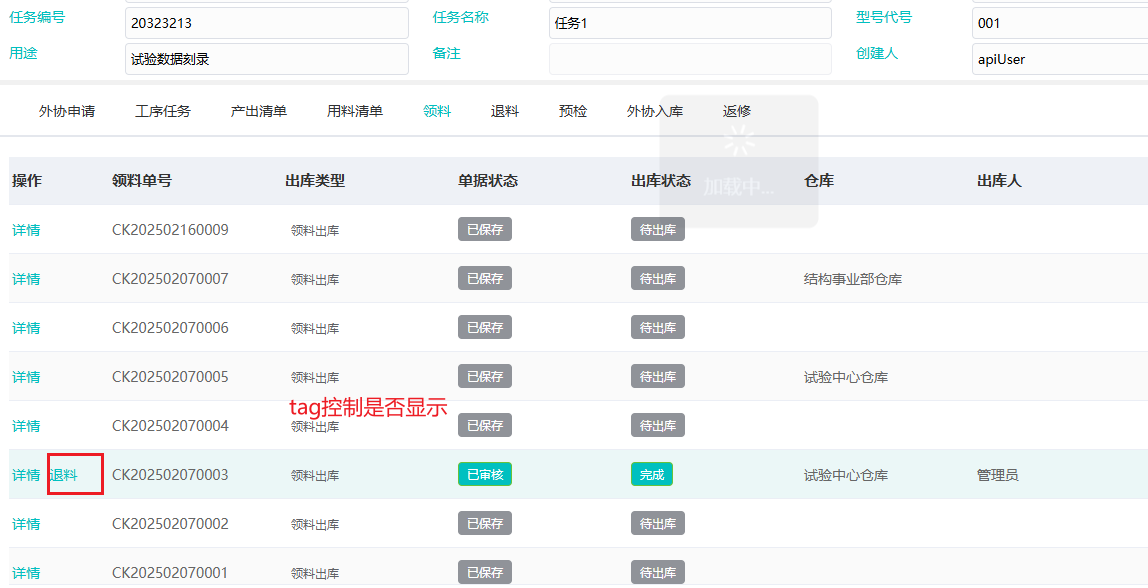 任务编号 20323213 任务名称 任务1 型号代号 001
用途 试验数据刻录 备注 创建人 apiUser
外协申请 工序任务 产出清单 用料清单 领料 退料 预检 外协入库 返修
加载中...
操作 领料单号 出库类型 单据状态 出库状态 仓库 出库人
详情 CK202502160009 领料出库 已保存 待出库
详情 CK202502070007 领料出库 已保存 待出库 结构事业部仓库
详情 CK202502070006 领料出库 已保存 待出库
详情 CK202502070005 领料出库 已保存 待出库 试验中心仓库
tag控制是否显示
详情 CK202502070004 领料出库 已保存 待出库
详情 退料 CK202502070003 领料出库 已审核 完成 试验中心仓库 管理员
详情 CK202502070002 领料出库 已保存 待出库
详情 CK202502070001 领料出库 已保存 待出库